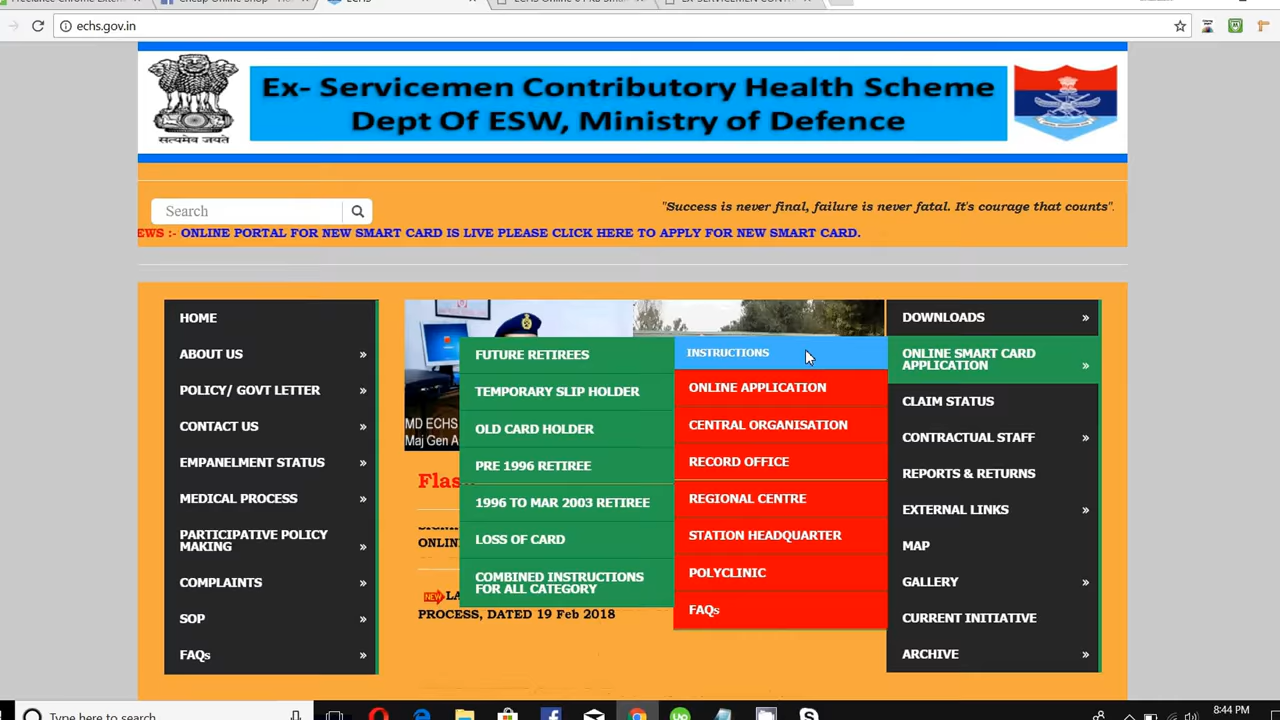 echs.gov.in
Ex- Servicemen Contributory Health Scheme
Dept Of ESW, Ministry of Defence
सत्यमेव जयते
Search
"Success is never final, failure is never fatal. It's courage that counts".
EWS :- ONLINE PORTAL FOR NEW SMART CARD IS LIVE PLEASE CLICK HERE TO APPLY FOR NEW SMART CARD.
HOME
ABOUT US »
POLICY/ GOVT LETTER »
CONTACT US »
EMPANELMENT STATUS »
MEDICAL PROCESS »
PARTICIPATIVE POLICY
MAKING »
COMPLAINTS »
SOP »
FAQs »
MD ECHS
Maj Gen A
Flas
ONLIN
NEW LA
PROCESS, DATED 19 Feb 2018
FUTURE RETIREES
TEMPORARY SLIP HOLDER
OLD CARD HOLDER
PRE 1996 RETIREE
1996 TO MAR 2003 RETIREE
LOSS OF CARD
COMBINED INSTRUCTIONS
FOR ALL CATEGORY
INSTRUCTIONS
ONLINE APPLICATION
CENTRAL ORGANISATION
RECORD OFFICE
REGIONAL CENTRE
STATION HEADQUARTER
POLYCLINIC
FAQs
DOWNLOADS »
ONLINE SMART CARD
APPLICATION »
CLAIM STATUS
CONTRACTUAL STAFF »
REPORTS & RETURNS
EXTERNAL LINKS »
MAP
GALLERY »
CURRENT INITIATIVE
ARCHIVE »
Type here to search
8:44 PM